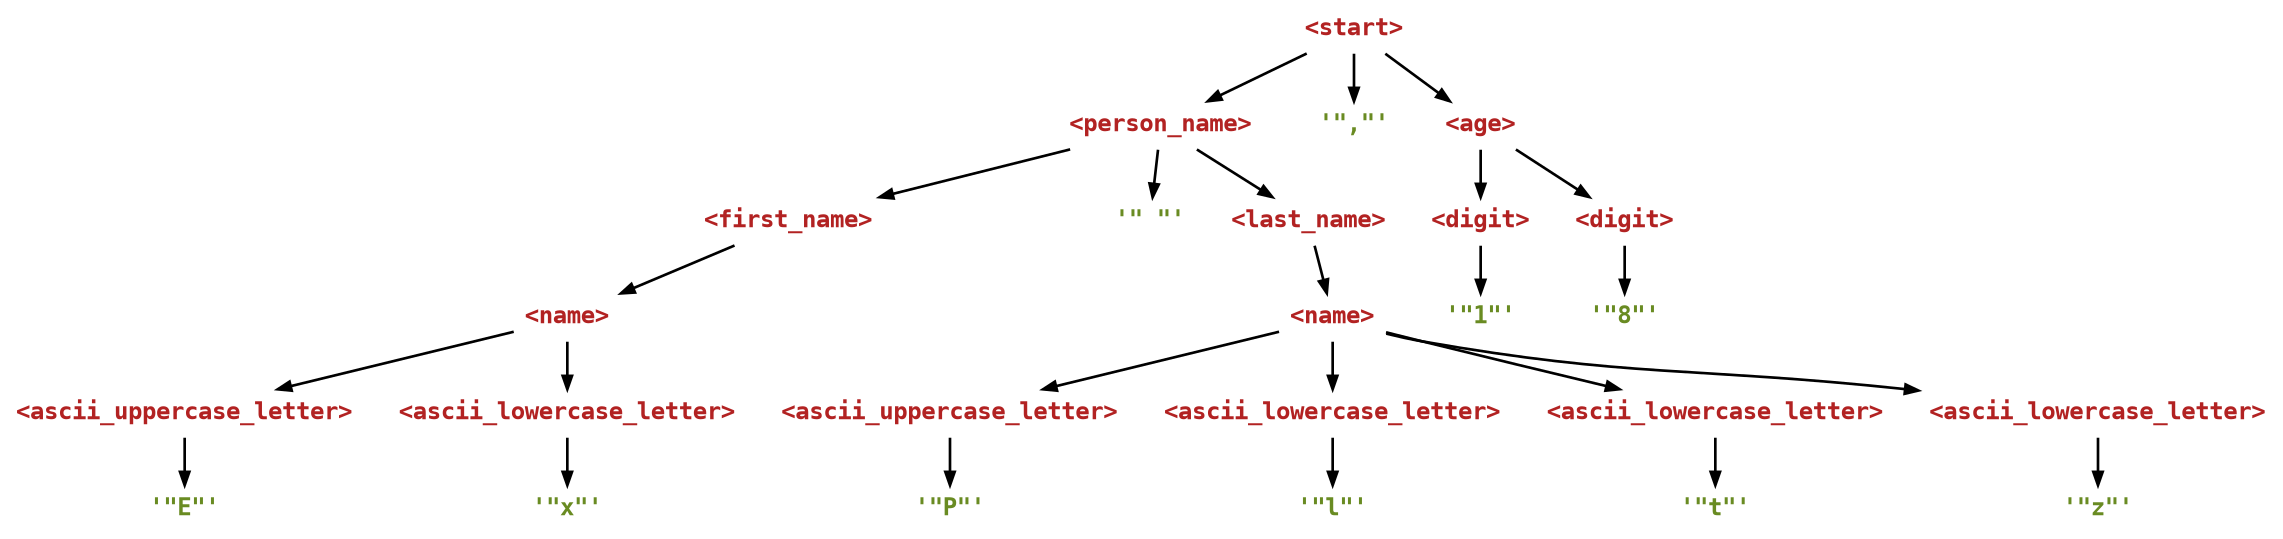 <start>
<person_name> '","' <age>
<first_name> '" "' <last_name> <digit> <digit>
<name> <name> '"1"' '"8"'
<ascii_uppercase_letter> <ascii_lowercase_letter> <ascii_uppercase_letter> <ascii_lowercase_letter> <ascii_lowercase_letter> <ascii_lowercase_letter>
'"E"' '"x"' '"P"' '"l"' '"t"' '"z"'